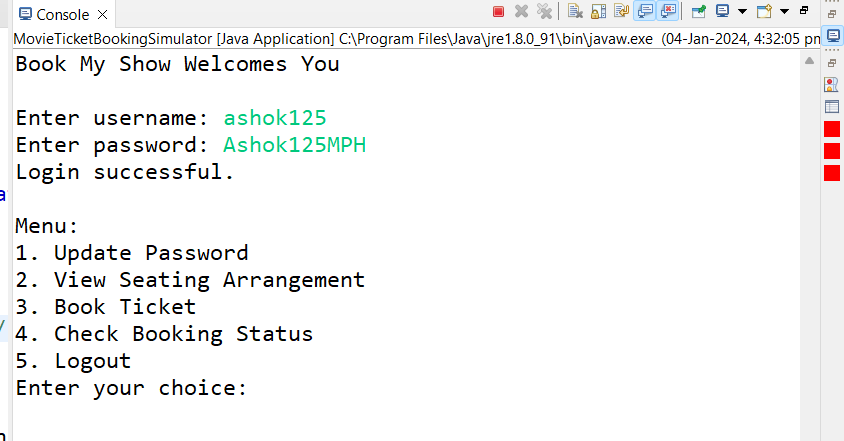 Console
MovieTicketBookingSimulator [Java Application] C:\Program Files\Java\jre1.8.0_91\bin\javaw.exe (04-Jan-2024, 4:32:05 pm
Book My Show Welcomes You
Enter username: ashok125
Enter password: Ashok125MPH
Login successful.
a
Menu:
1. Update Password
2. View Seating Arrangement
3. Book Ticket
/
4. Check Booking Status
5. Logout
Enter your choice: